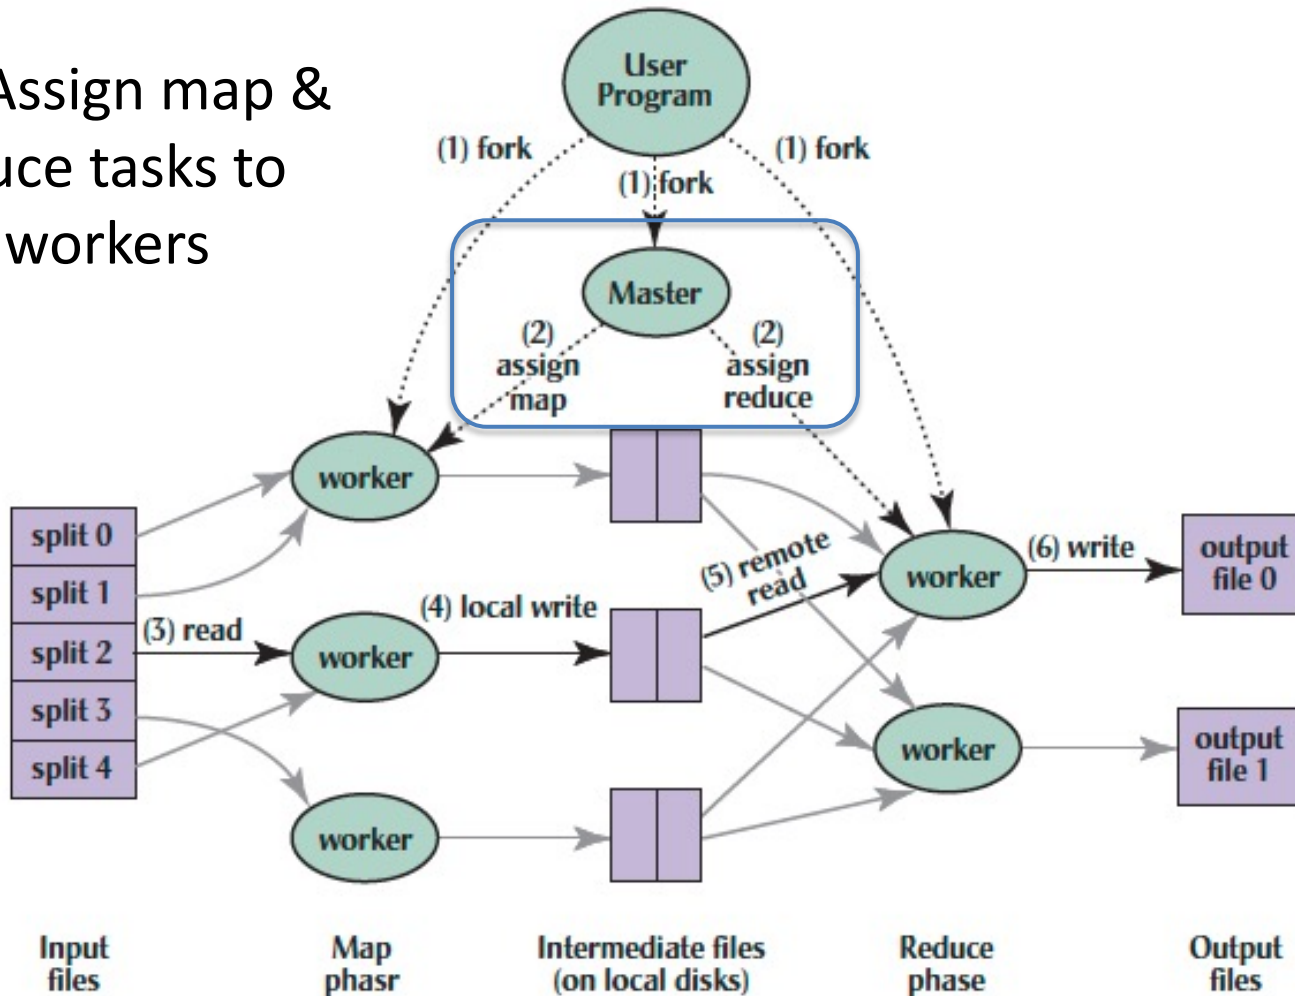 Assign map &
uce tasks to
workers
User
Program
(1) fork
(1) fork
(1) fork
Master
(2)
assign
map
(2)
assign
reduce
worker
split 0
split 1
split 2
split 3
split 4
(3) read
worker
(4) local write
(5) remote
read
worker
(6) write
output
file 0
worker
worker
output
file 1
Input
files
Map
phasr
Intermediate files
(on local disks)
Reduce
phase
Output
files